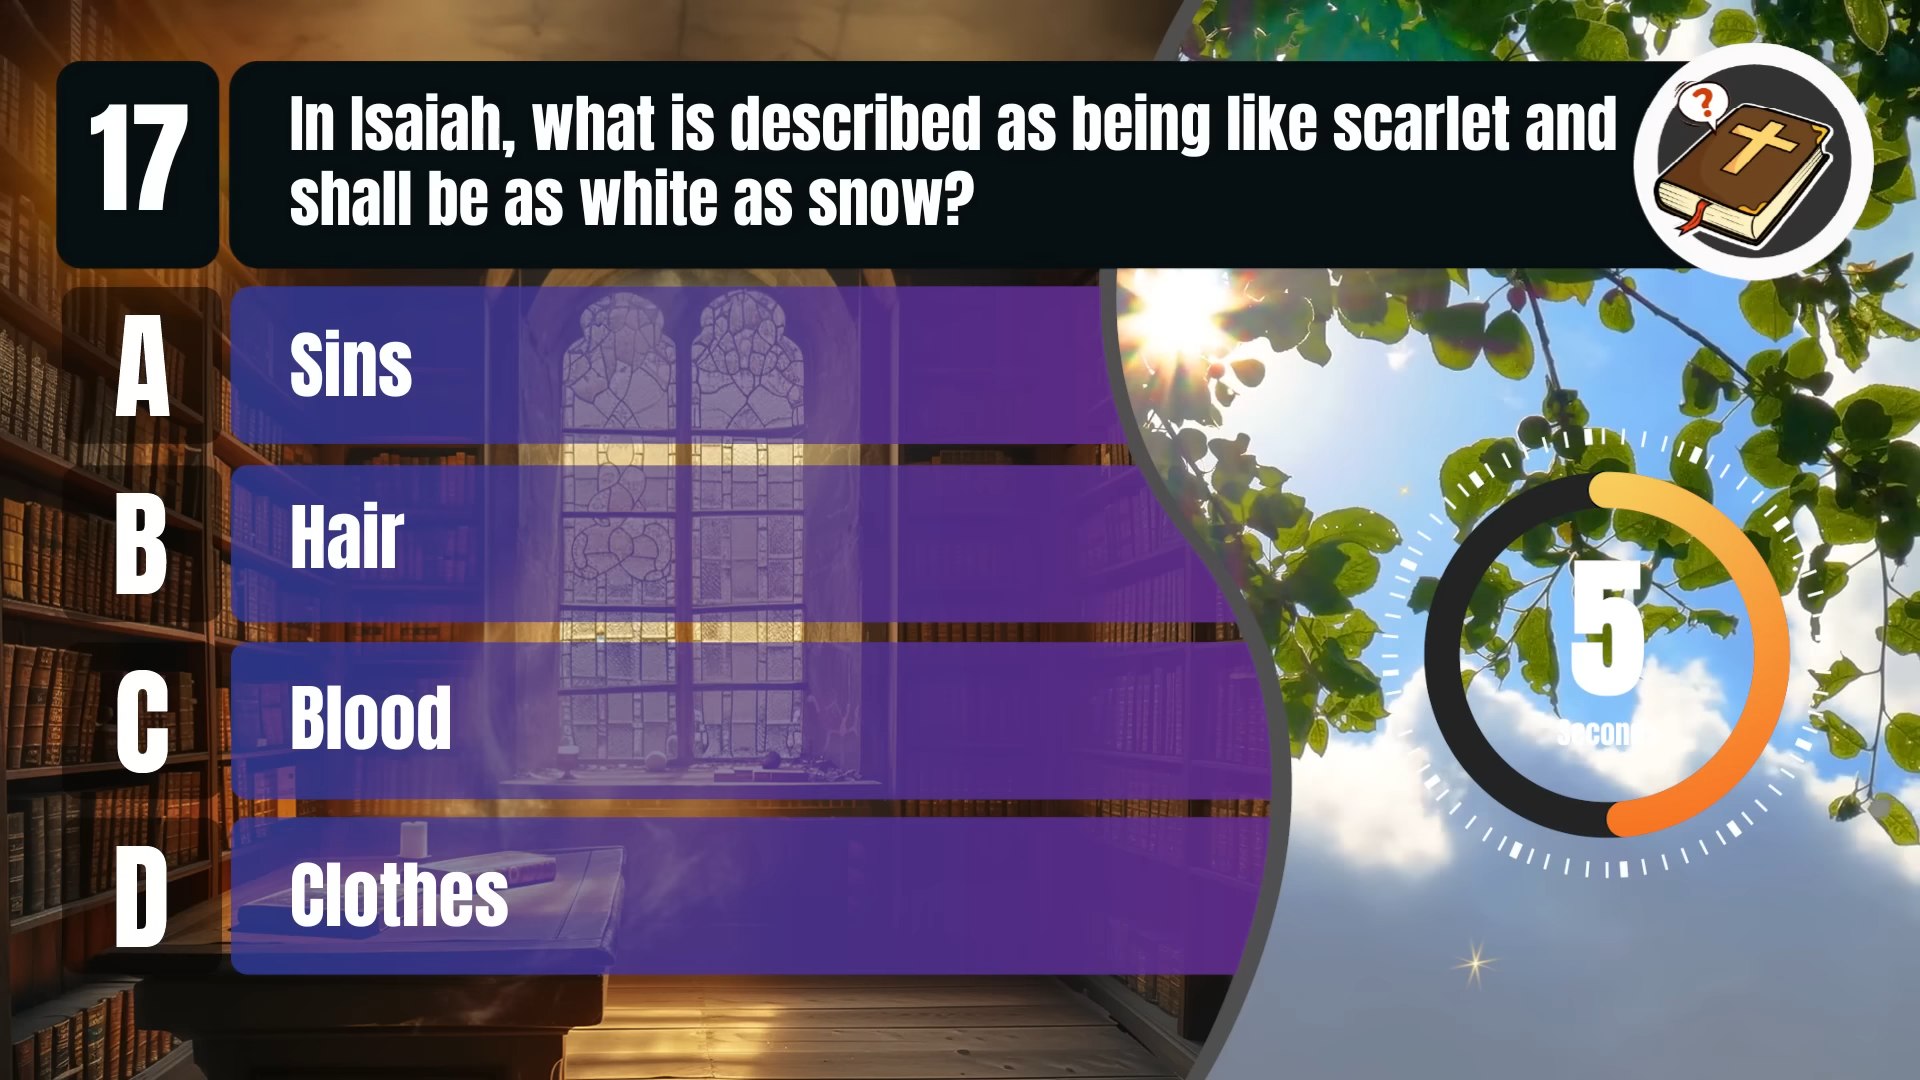 17
In Isaiah, what is described as being like scarlet and
shall be as white as snow?
?
A
Sins
B
Hair
C
Blood
D
Clothes
5
Seconds